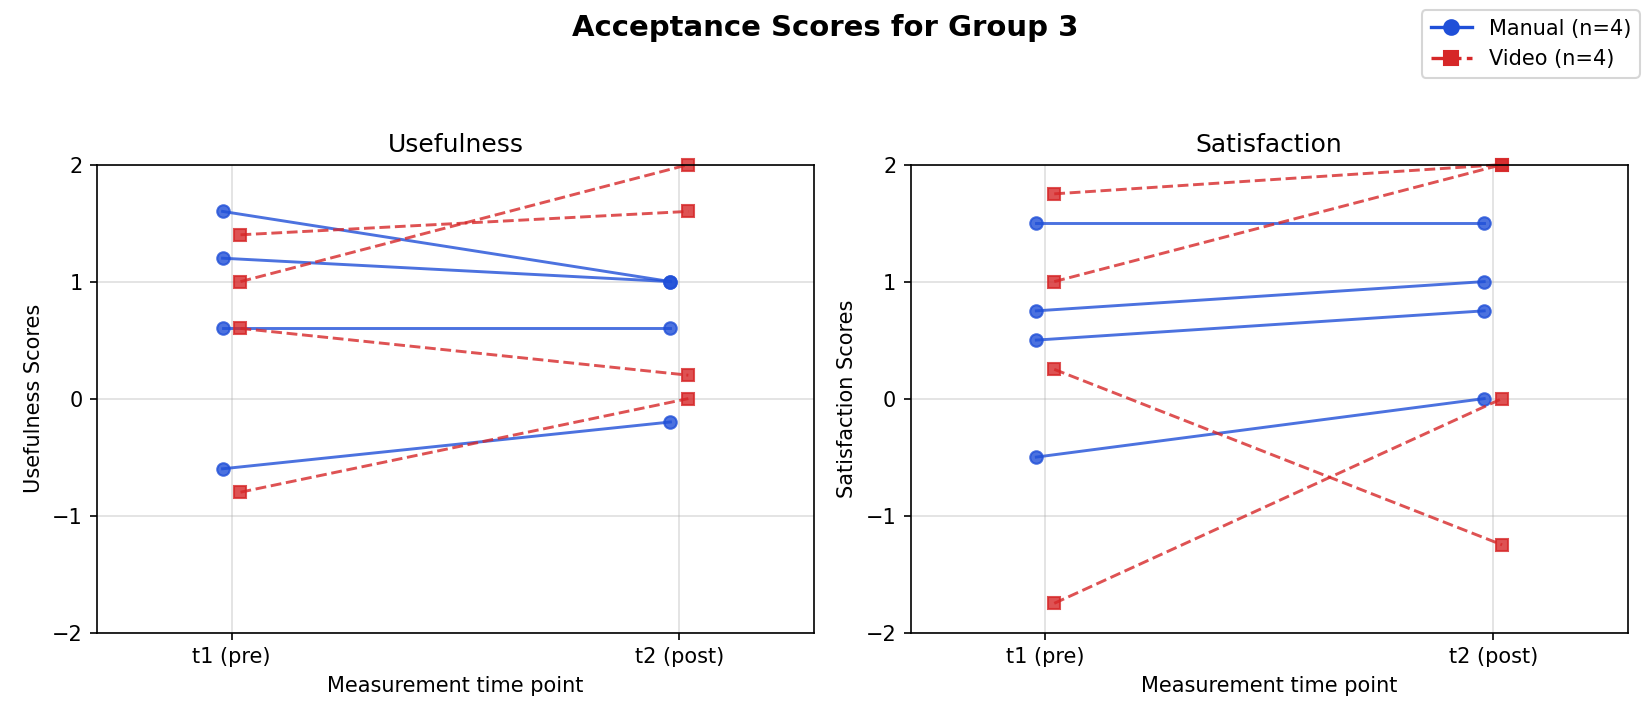 Acceptance Scores for Group 3
Manual (n=4)
Video (n=4)
Usefulness
2
1
0
−1
−2
Usefulness Scores
t1 (pre)
t2 (post)
Measurement time point
Satisfaction
2
1
0
−1
−2
Satisfaction Scores
t1 (pre)
t2 (post)
Measurement time point